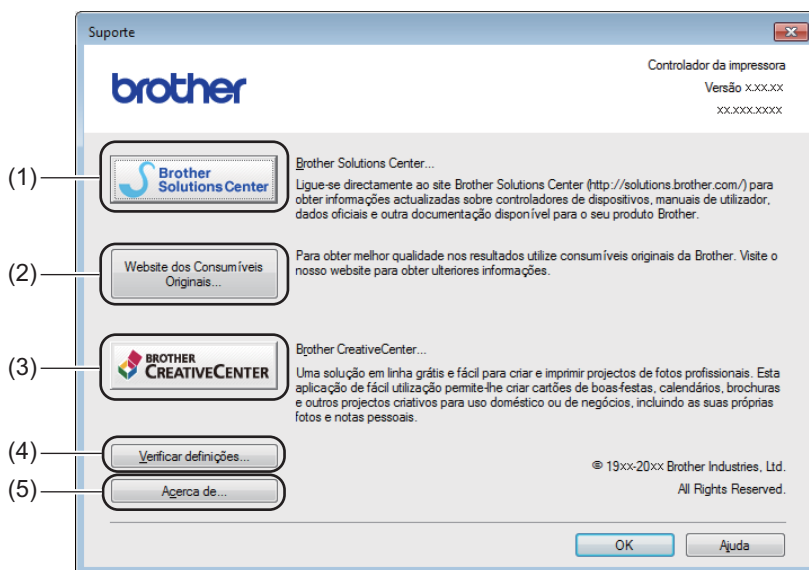 Suporte
brother
Controlador da impressora
Versão x.xx.xx
xx.xxx.xxxx
(1)
Brother
Solutions Center
Brother Solutions Center...
Ligue-se directamente ao site Brother Solutions Center (http://solutions.brother.com/) para
obter informações actualizadas sobre controladores de dispositivos, manuais de utilizador,
dados oficiais e outra documentação disponível para o seu produto Brother.
(2)
Website dos Consumíveis
Originais...
Para obter melhor qualidade nos resultados utilize consumíveis originais da Brother. Visite o
nosso website para obter ulteriores informações.
(3)
BROTHER
CREATIVECENTER
Brother CreativeCenter...
Uma solução em linha grátis e fácil para criar e imprimir projectos de fotos profissionais. Esta
aplicação de fácil utilização permite-lhe criar cartões de boas-festas, calendários, brochuras
e outros projectos criativos para uso doméstico ou de negócios, incluindo as suas próprias
fotos e notas pessoais.
(4)
Verificar definições...
(5)
Acerca de...
© 19xx-20xx Brother Industries, Ltd.
All Rights Reserved.
OK
Ajuda